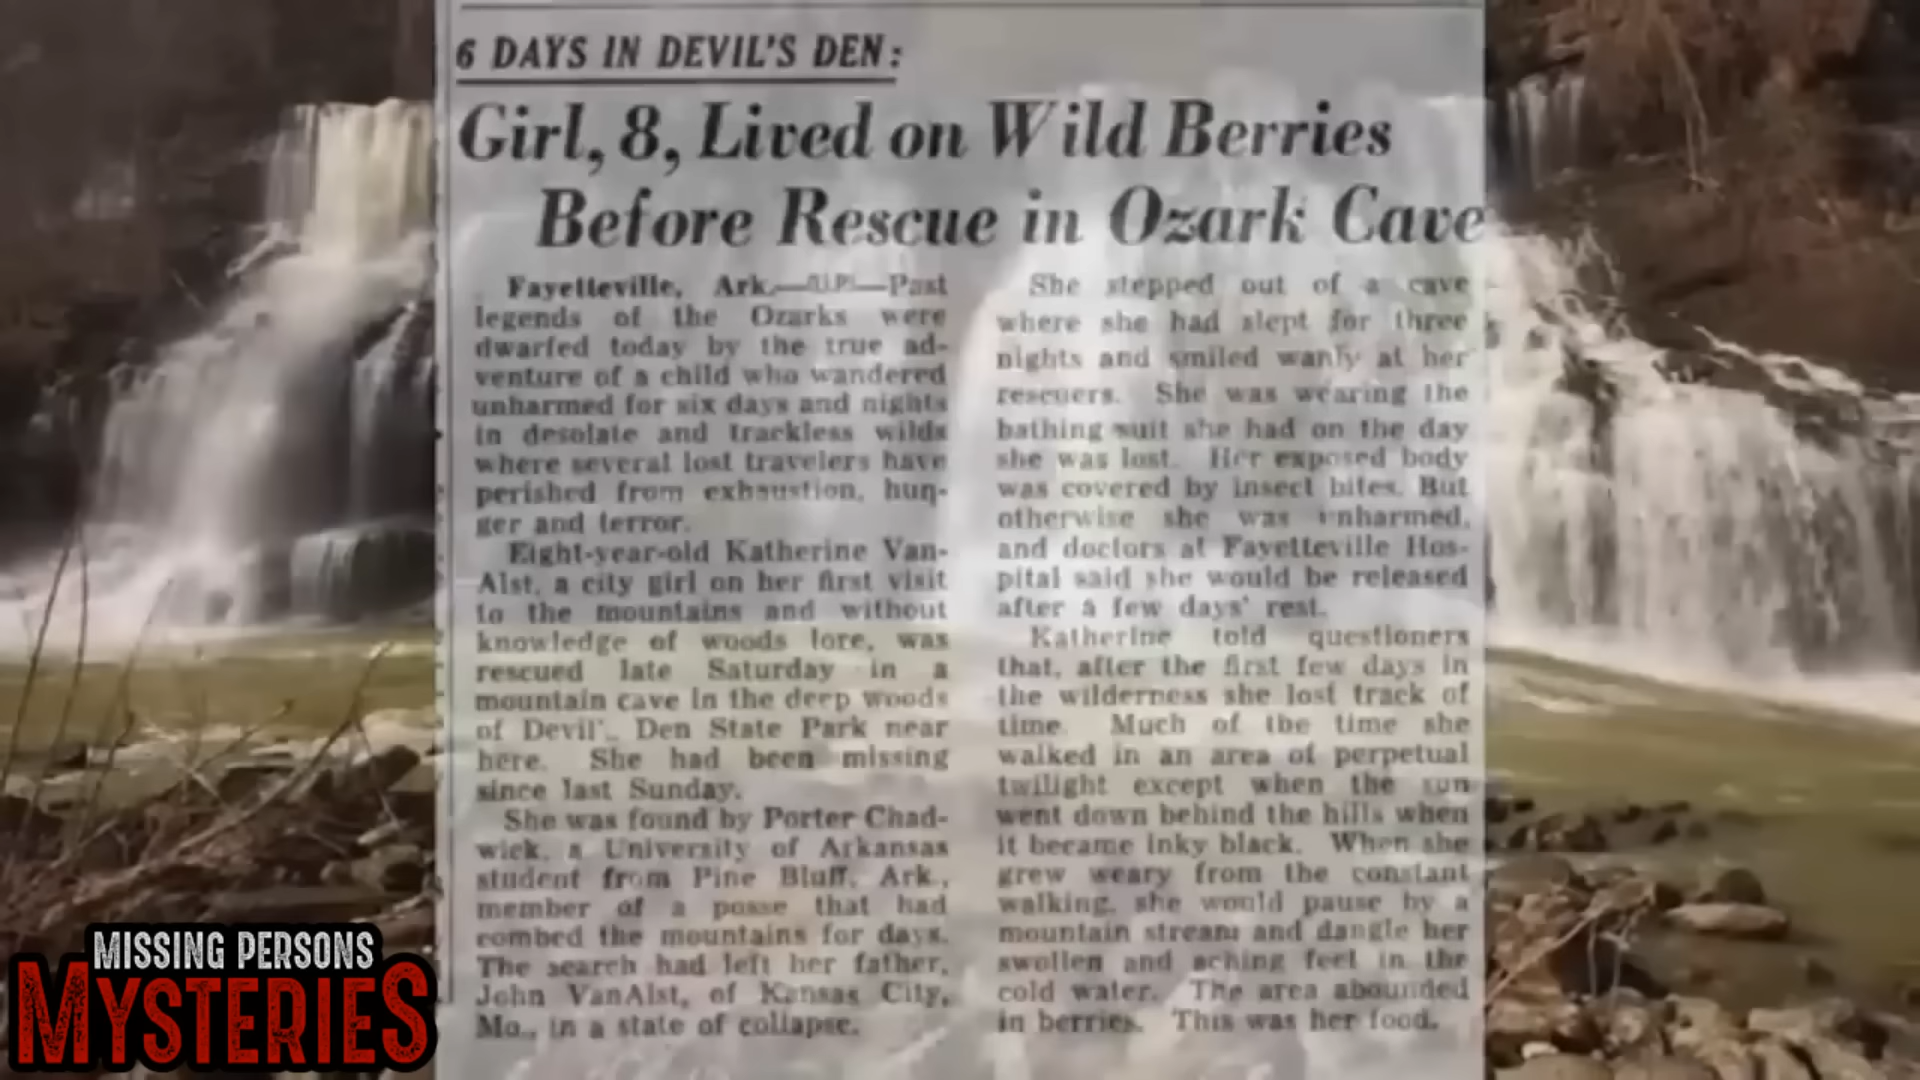 6 DAYS IN DEVIL'S DEN:
Girl, 8, Lived on Wild Berries
Before Rescue in Ozark Cave
Fayetteville, Ark.—(UP)—Past
legends of the Ozarks were
dwarfed today by the true ad-
venture of a child who wandered
unharmed for six days and nights
in desolate and trackless wilds
where several lost travelers have
perished from exhaustion, hun-
ger and terror.
Eight-year-old Katherine Van-
Alst, a city girl on her first visit
to the mountains and without
knowledge of woods lore, was
rescued late Saturday in a
mountain cave in the deep woods
of Devil'. Den State Park near
here. She had been missing
since last Sunday.
She was found by Porter Chad-
wick, a University of Arkansas
student from Pine Bluff, Ark.,
member of a posse that had
combed the mountains for days.
The search had left her father,
John VanAlst, of Kansas City,
Mo., in a state of collapse.
She stepped out of a cave
where she had slept for three
nights and smiled wanly at her
rescuers. She was wearing the
bathing suit she had on the day
she was lost. Her exposed body
was covered by insect bites. But
otherwise she was unharmed,
and doctors at Fayetteville Hos-
pital said she would be released
after a few days' rest.
Katherine told questioners
that, after the first few days in
the wilderness she lost track of
time. Much of the time she
walked in an area of perpetual
twilight except when the sun
went down behind the hills when
it became inky black. When she
grew weary from the constant
walking, she would pause by a
mountain stream and dangle her
swollen and aching feet in the
cold water. The area abounded
in berries. This was her food.
MISSING PERSONS
MYSTERIES